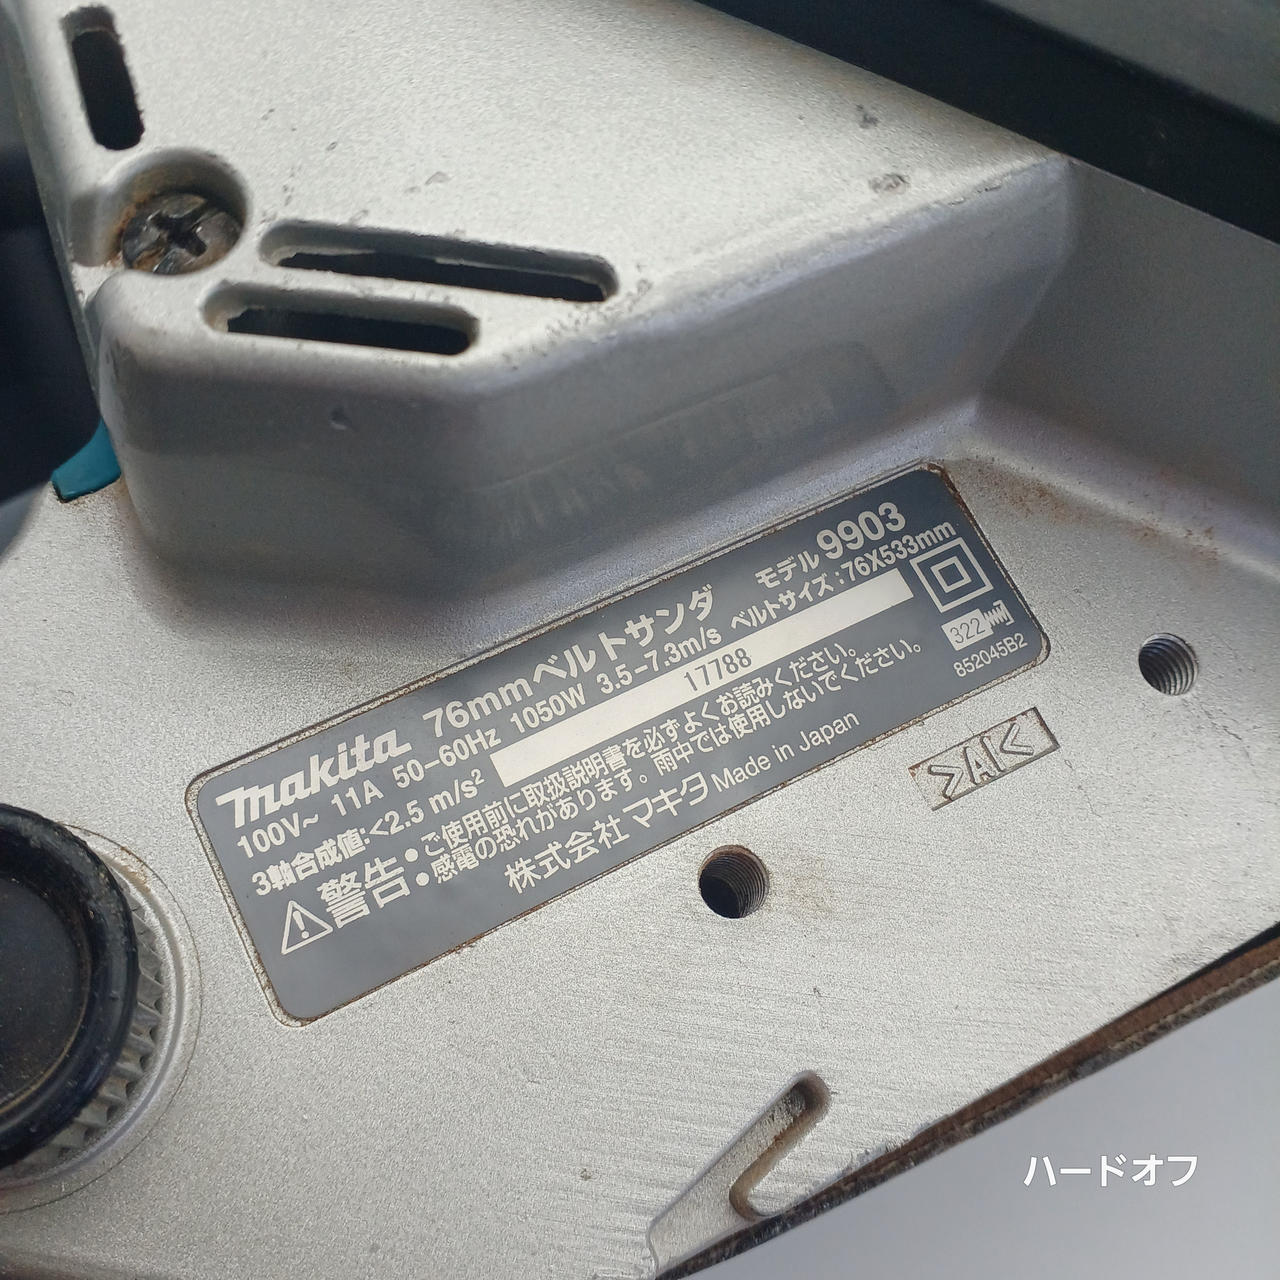 makita 76mmベルトサンダ モデル9903
100V~ 11A 50-60Hz 1050W 3.5-7.3m/s ベルトサイズ:76X533mm
3軸合成値:<2.5 m/s² 17788
警告 ・ご使用前に取扱説明書を必ずよくお読みください。
・感電の恐れがあります。雨中では使用しないでください。
株式会社マキタ Made in Japan
322
852045B2
>AK<
ハードオフ